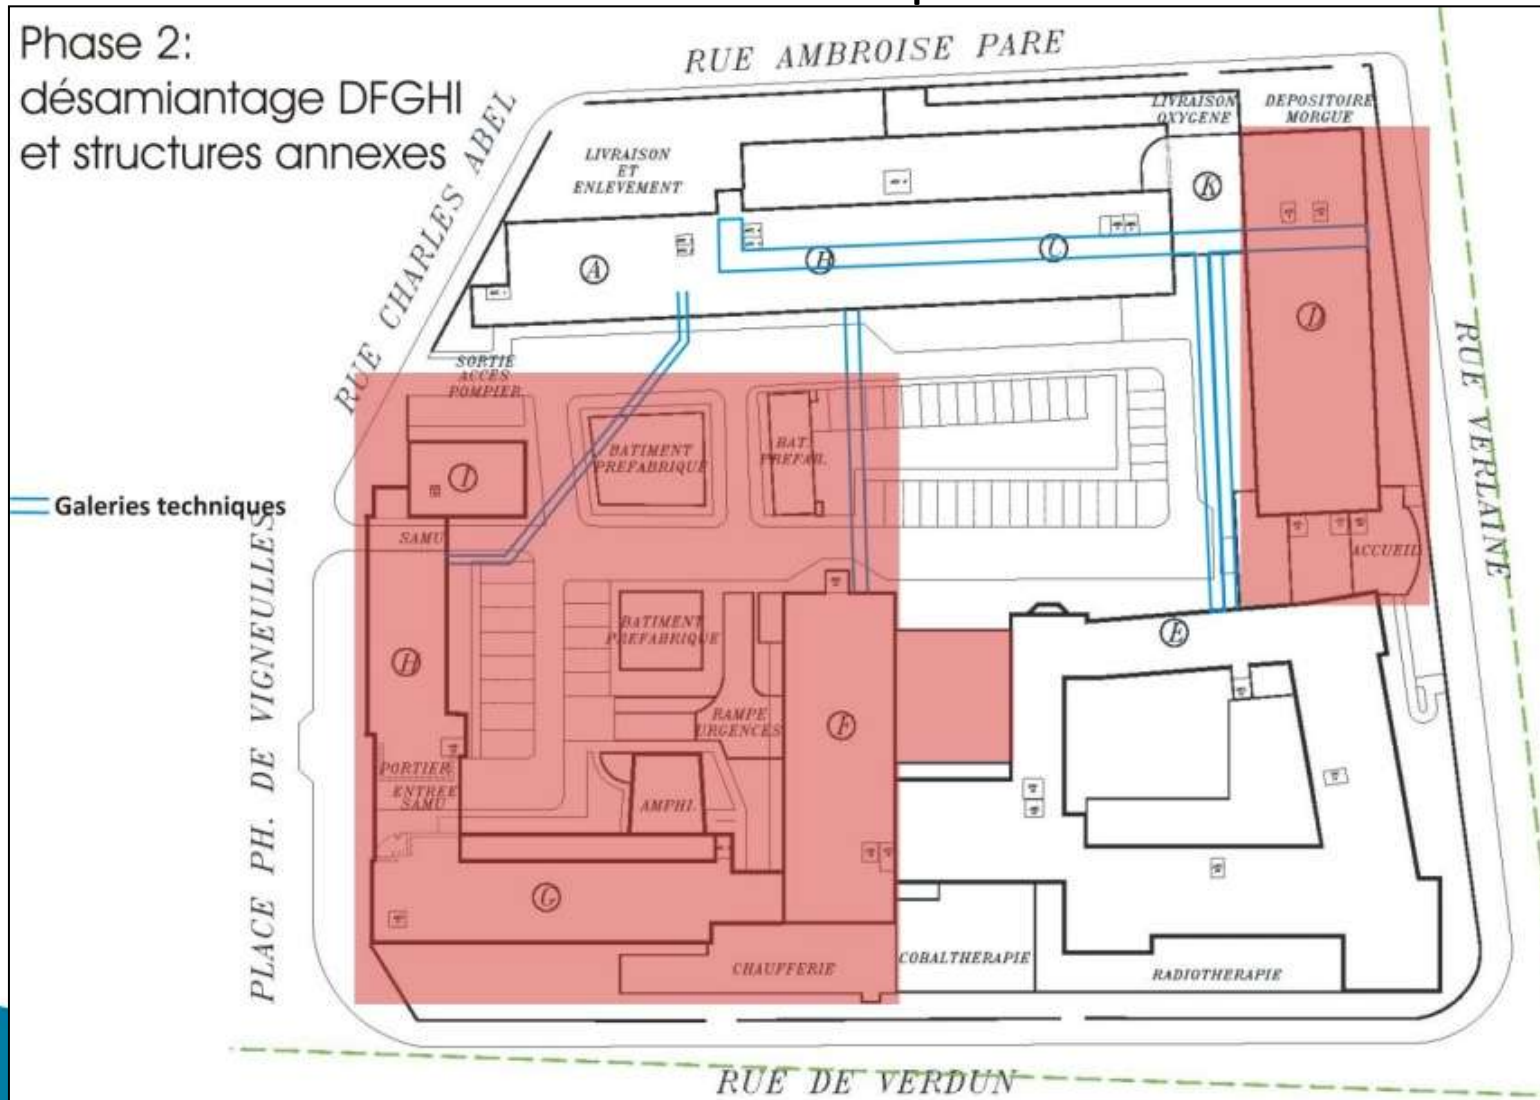 Phase 2:
désamiantage DFGHI
et structures annexes
RUE AMBROISE PARE
RUE CHARLES ABEL
LIVRAISON
ET
ENLEVEMENT
LIVRAISON
OXYGENE
DEPOSITOIRE
MORGUE
K
A
B
C
D
SORTIE
ACCES
POMPIER
RUE VERLAINE
I
BATIMENT
PREFABRIQUE
BAT.
PREFAB.
Galeries techniques
SAMU
ACCUEIL
PLACE PH. DE VIGNEULLES
H
BATIMENT
PREFABRIQUE
E
RAMPE
URGENCES
F
PORTIER
ENTREE
SAMU
AMPHI.
G
CHAUFFERIE
COBALTHERAPIE
RADIOTHERAPIE
RUE DE VERDUN